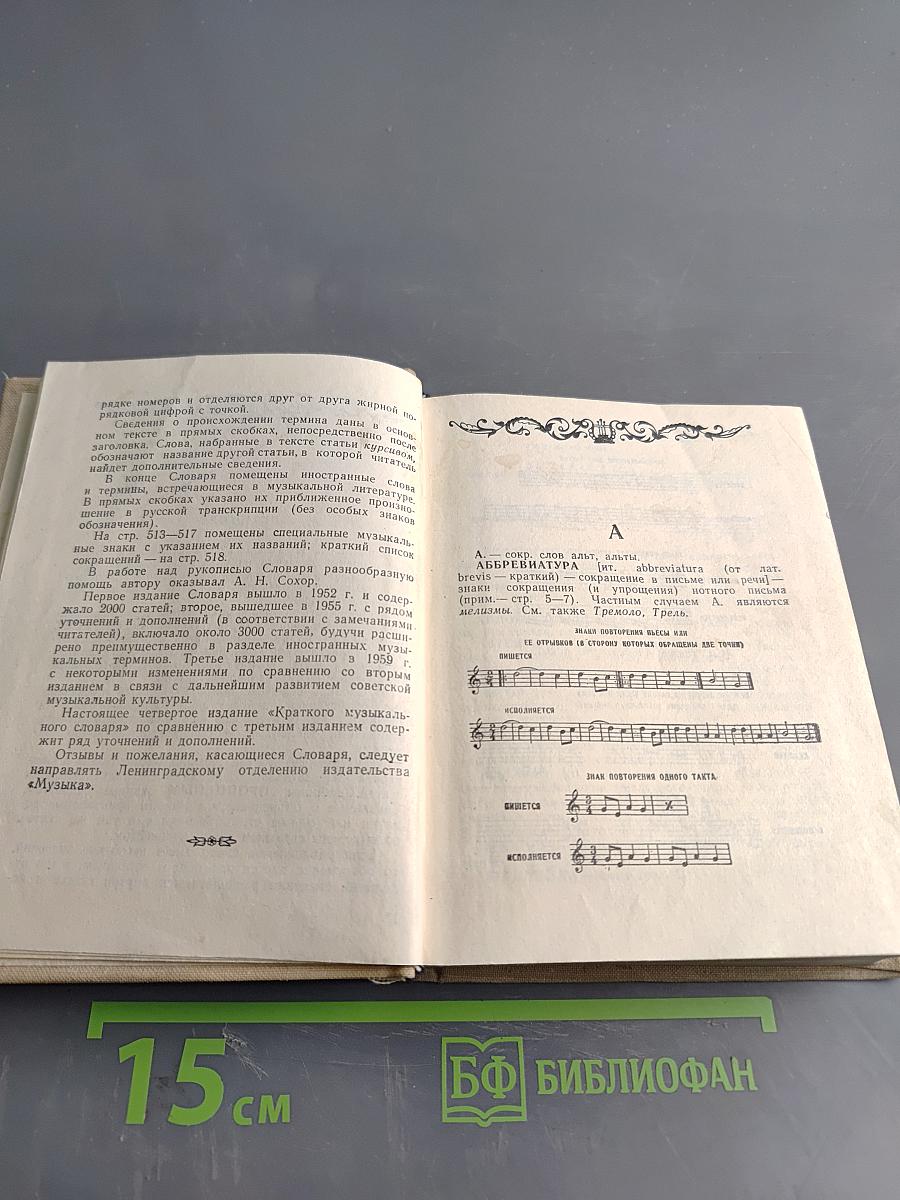 рядке номеров и отделяются друг от друга жирной по-
рядковой цифрой с точкой.
Сведения о происхождении термина даны в основ-
ном тексте в прямых скобках, непосредственно после
заголовка. Слова, набранные в тексте статьи курсивом,
обозначают название другой статьи, в которой читатель
найдет дополнительные сведения.
В конце Словаря помещены иностранные слова
и термины, встречающиеся в музыкальной литературе.
В прямых скобках указано их приближенное произно-
шение в русской транскрипции (без особых знаков
обозначения).
На стр. 513—517 помещены специальные музыкаль-
ные знаки с указанием их названий; краткий список
сокращений — на стр. 518.
В работе над рукописью Словаря разнообразную
помощь автору оказывал А. Н. Сохор.
Первое издание Словаря вышло в 1952 г. и содер-
жало 2000 статей; второе, вышедшее в 1955 г. с рядом
уточнений и дополнений (в соответствии с замечаниями
читателей), включало около 3000 статей, будучи расши-
рено преимущественно в разделе иностранных музы-
кальных терминов. Третье издание вышло в 1959 г.
с некоторыми изменениями по сравнению со вторым
изданием в связи с дальнейшим развитием советской
музыкальной культуры.
Настоящее четвертое издание «Краткого музыкаль-
ного словаря» по сравнению с третьим изданием содер-
жит ряд уточнений и дополнений.
Отзывы и пожелания, касающиеся Словаря, следует
направлять Ленинградскому отделению издательства
«Музыка».
А
А. — сокр. слов альт, альты.
АББРЕВИАТУРА [ит. abbreviatura (от лат.
brevis — краткий) — сокращение в письме или речи] —
знаки сокращения (и упрощения) нотного письма
(прим. — стр. 5—7). Частным случаем А. являются
мелизмы. См. также Тремоло, Трель.
ЗНАКИ ПОВТОРЕНИЯ ПЬЕСЫ ИЛИ
ЕЕ ОТРЫВКОВ (В СТОРОНУ КОТОРЫХ ОБРАЩЕНЫ ДВЕ ТОЧКИ)
ПИШЕТСЯ
ИСПОЛНЯЕТСЯ
ЗНАК ПОВТОРЕНИЯ ОДНОГО ТАКТА
ПИШЕТСЯ
ИСПОЛНЯЕТСЯ
15 см
БФ БИБЛИОФАН